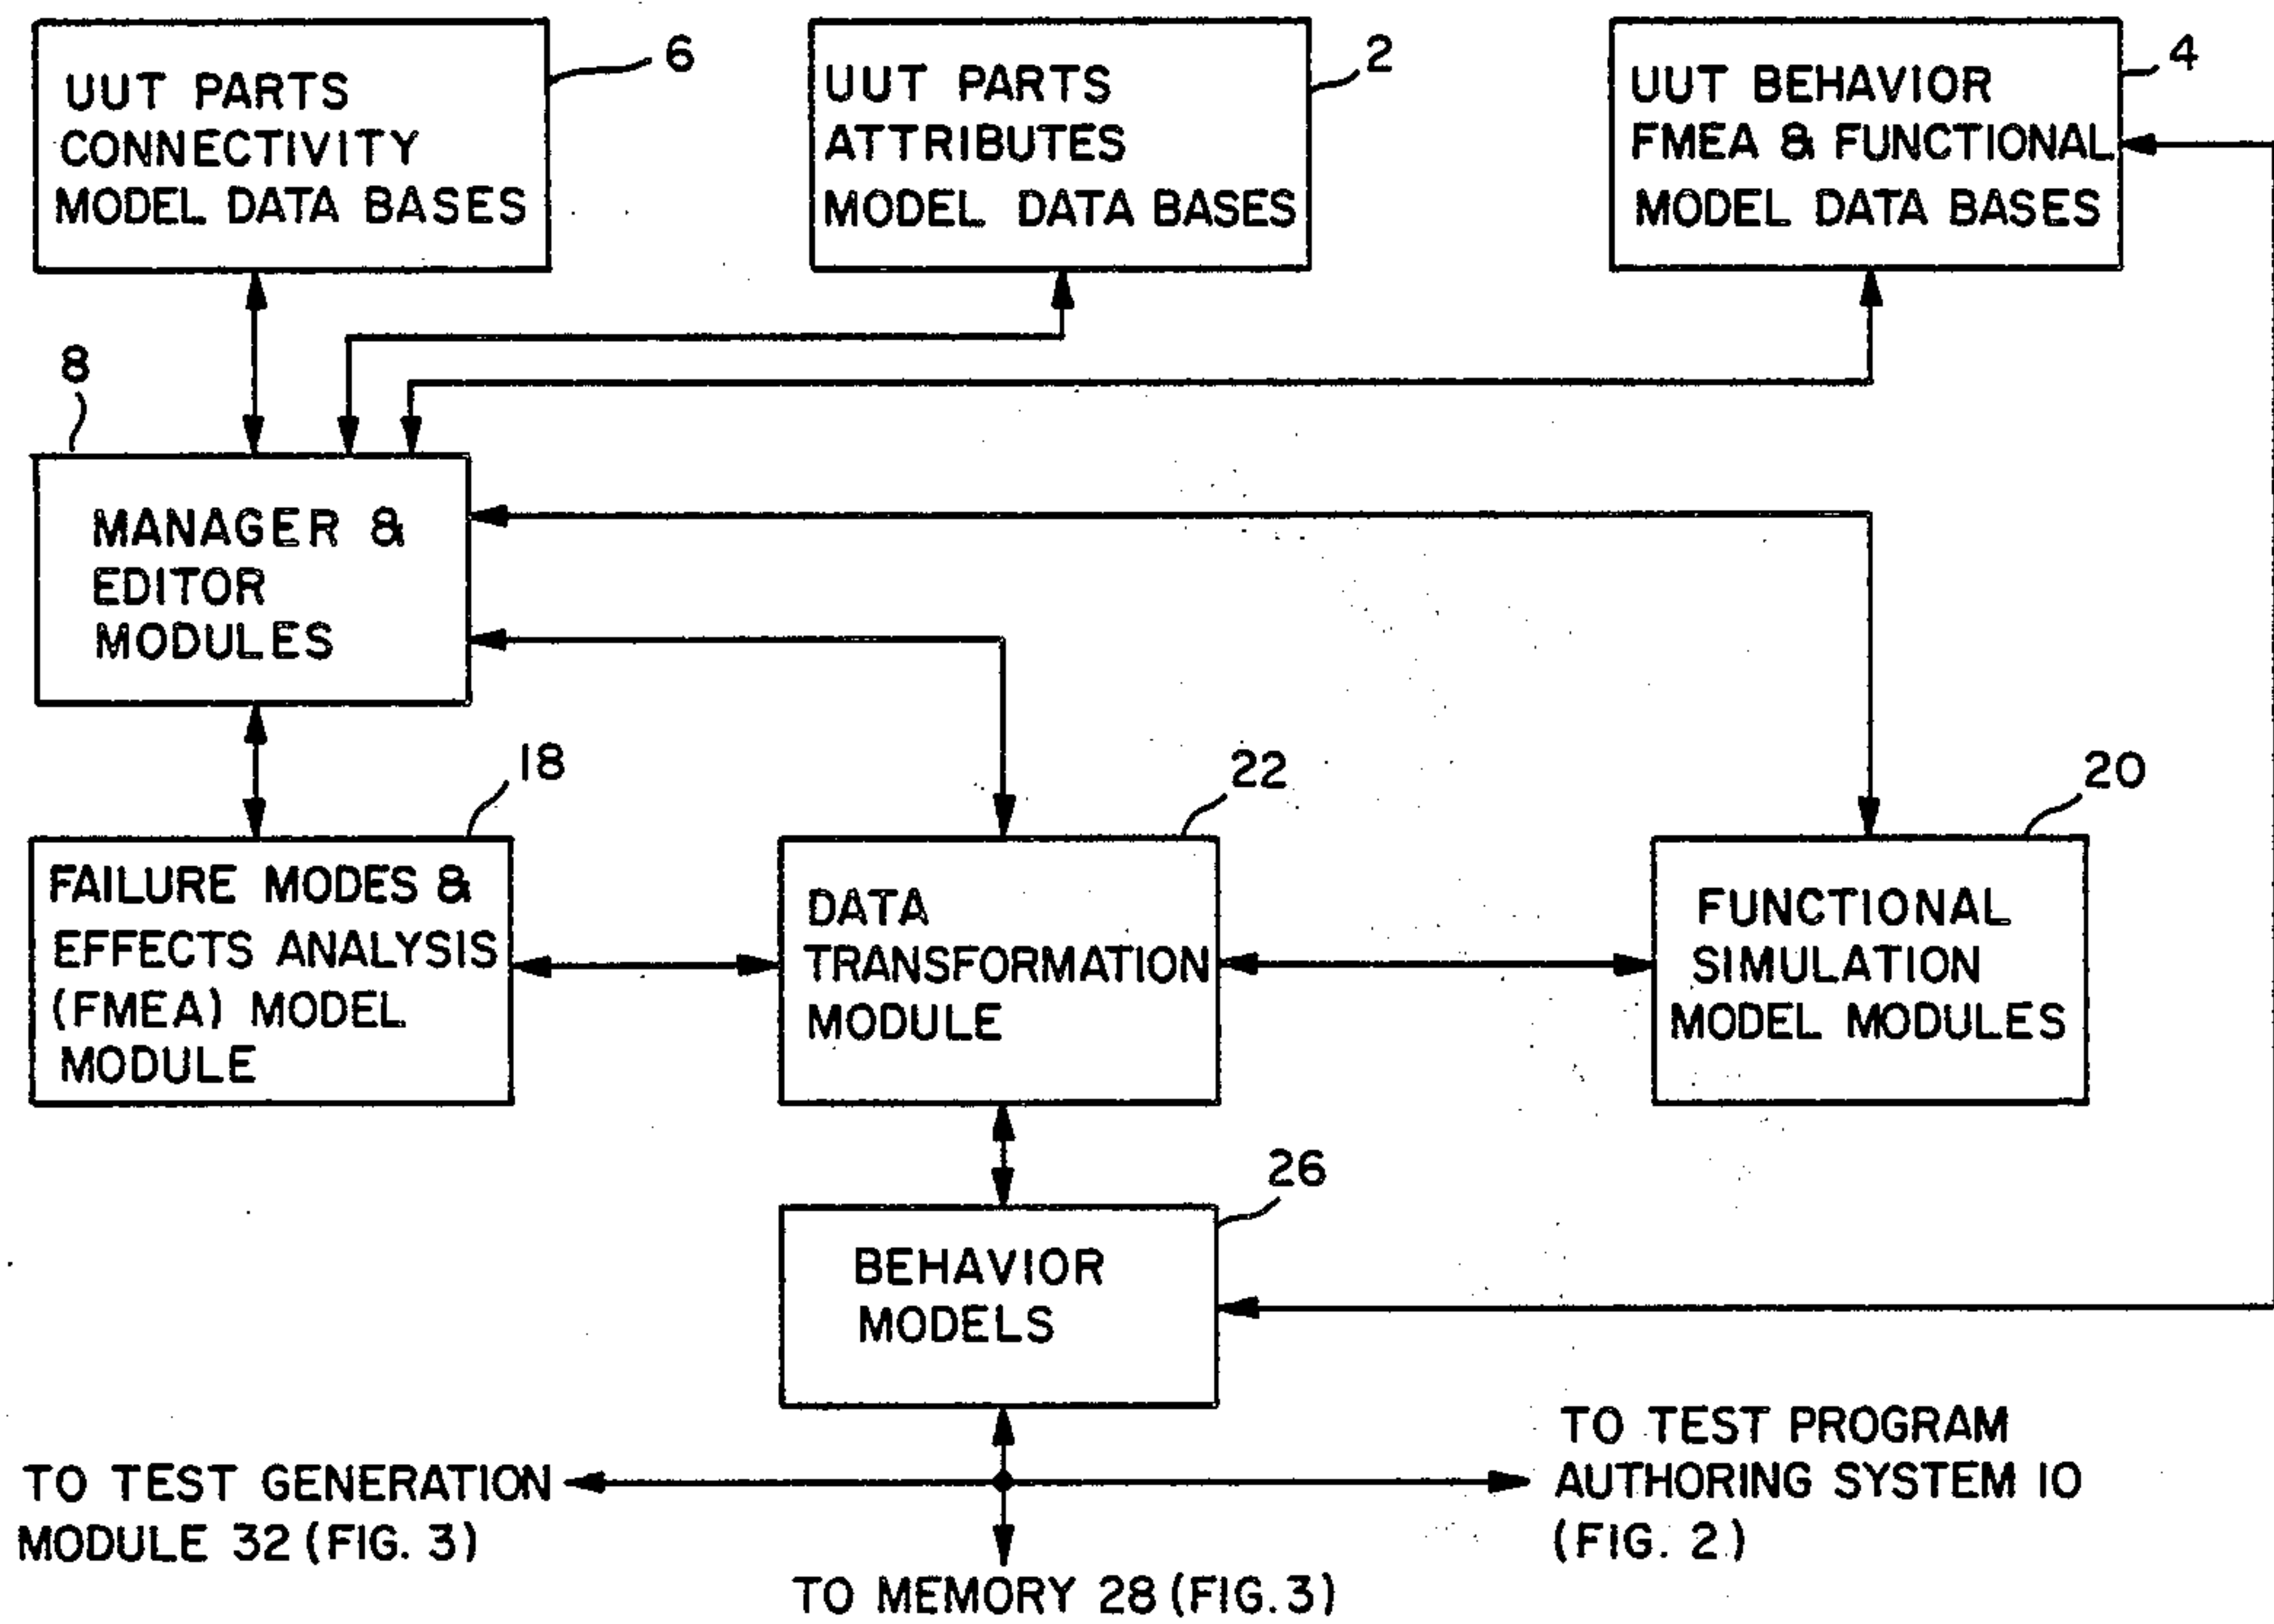 6
UUT PARTS
CONNECTIVITY
MODEL DATA BASES
2
UUT PARTS
ATTRIBUTES
MODEL DATA BASES
4
UUT BEHAVIOR
FMEA & FUNCTIONAL
MODEL DATA BASES
8
MANAGER &
EDITOR
MODULES
18
FAILURE MODES &
EFFECTS ANALYSIS
(FMEA) MODEL
MODULE
22
DATA
TRANSFORMATION
MODULE
20
FUNCTIONAL
SIMULATION
MODEL MODULES
26
BEHAVIOR
MODELS
TO TEST GENERATION
MODULE 32 (FIG. 3)
TO MEMORY 28 (FIG. 3)
TO TEST PROGRAM
AUTHORING SYSTEM 10
(FIG. 2)